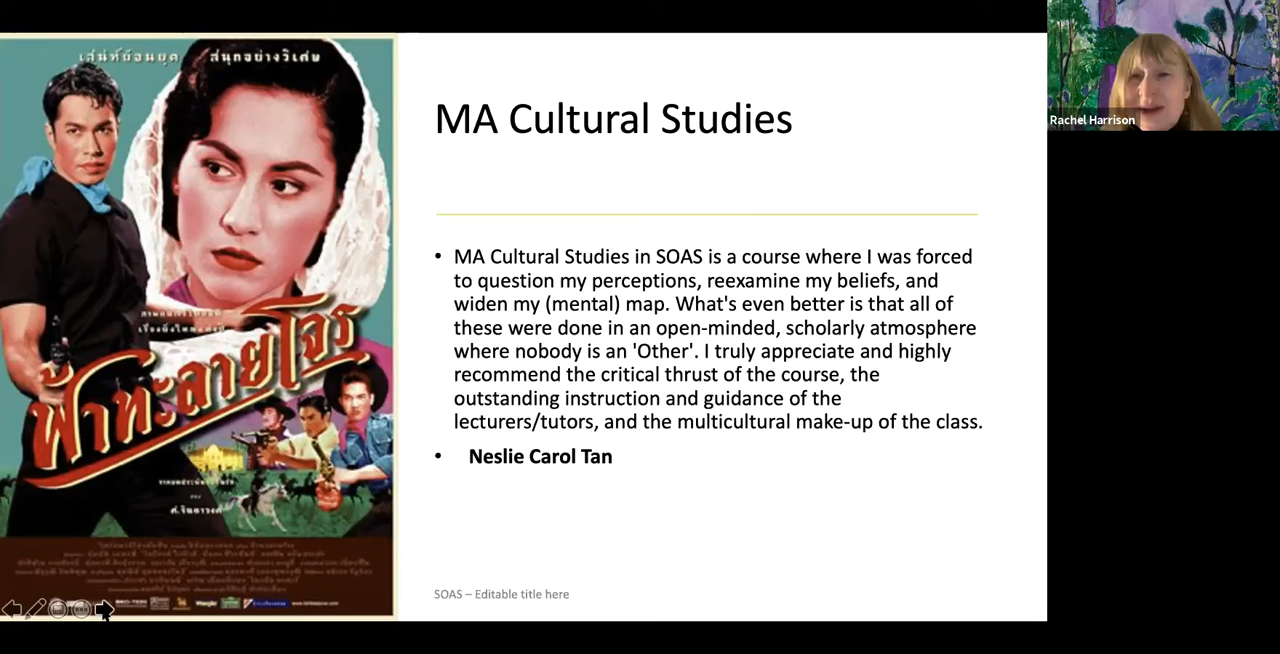 เสน่ห์ย้อนยุค สนุกอย่างวิเศษ
ฟ้าทะลายโจร
Wrangler
MA Cultural Studies
• MA Cultural Studies in SOAS is a course where I was forced
to question my perceptions, reexamine my beliefs, and
widen my (mental) map. What's even better is that all of
these were done in an open-minded, scholarly atmosphere
where nobody is an 'Other'. I truly appreciate and highly
recommend the critical thrust of the course, the
outstanding instruction and guidance of the
lecturers/tutors, and the multicultural make-up of the class.
• Neslie Carol Tan
SOAS – Editable title here
Rachel Harrison